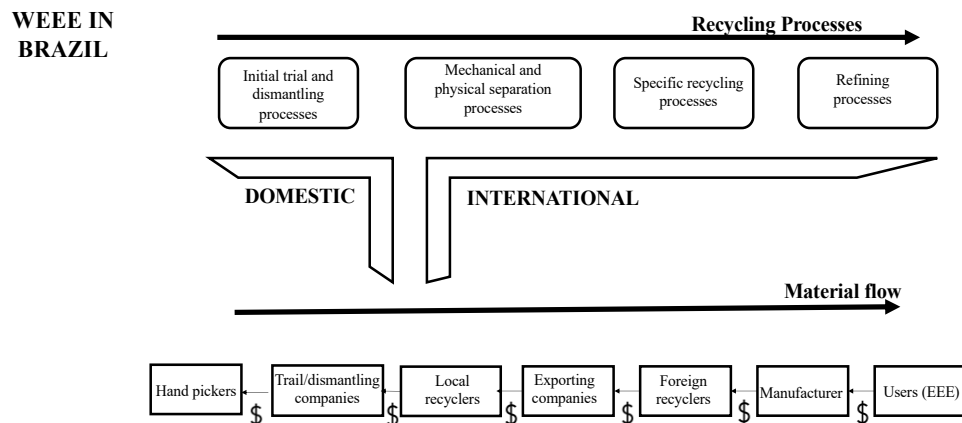 WEEE IN
BRAZIL
Recycling Processes
Initial trial and
dismantling
processes
Mechanical and
physical separation
processes
Specific recycling
processes
Refining
processes
DOMESTIC
INTERNATIONAL
Material flow
Hand pickers
$
Trail/dismantling
companies
$
Local
recyclers
$
Exporting
companies
$
Foreign
recyclers
$
Manufacturer
$
Users (EEE)